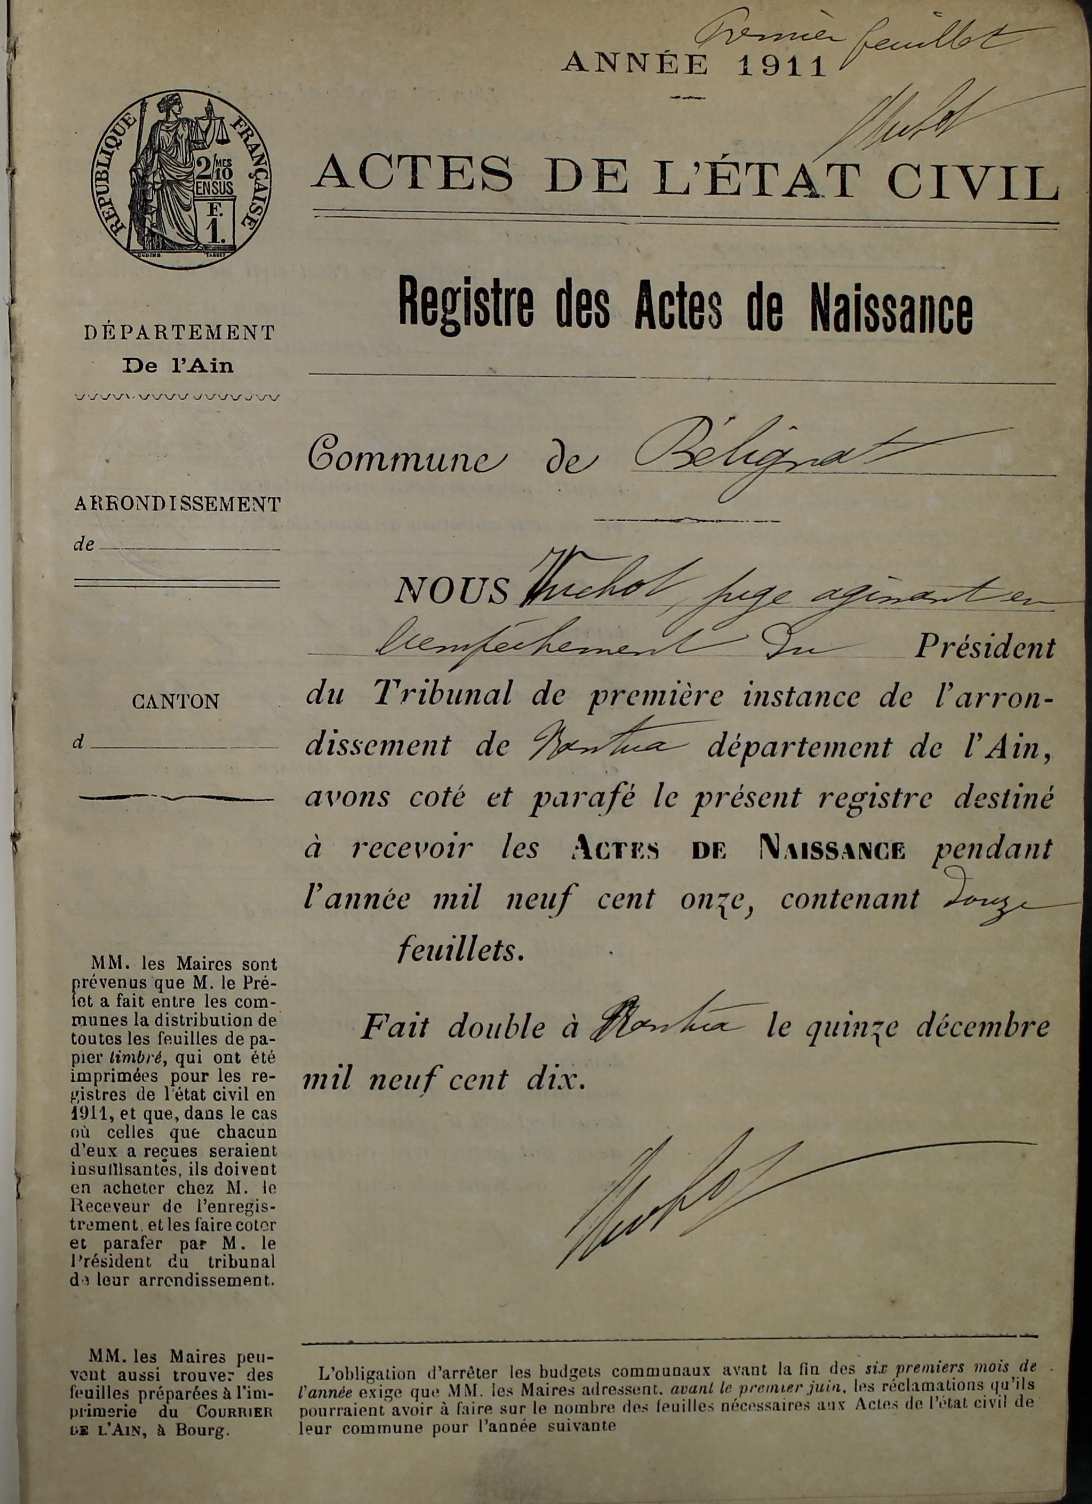 Premier feuillet
ANNÉE 1911
RÉPUBLIQUE FRANÇAISE
2/MES
10
EN SUS
F.
1.
ACTES DE L'ÉTAT CIVIL
Registre des Actes de Naissance
DÉPARTEMENT
De l'Ain
Commune de Bélignat
ARRONDISSEMENT
de
CANTON
d
NOUS Huchot, juge agissant en
l'empêchement du Président
du Tribunal de première instance de l'arron-
dissement de Nantua département de l'Ain,
avons coté et parafé le présent registre destiné
à recevoir les ACTES DE NAISSANCE pendant
l'année mil neuf cent onze, contenant douze
feuillets.
Fait double à Nantua le quinze décembre
mil neuf cent dix.
MM. les Maires sont
prévenus que M. le Pré-
fet a fait entre les com-
munes la distribution de
toutes les feuilles de pa-
pier timbré, qui ont été
imprimées pour les re-
gistres de l'état civil en
1911, et que, dans le cas
où celles que chacun
d'eux a reçues seraient
insuffisantes, ils doivent
en acheter chez M. le
Receveur de l'enregis-
trement et les faire coter
et parafer par M. le
Président du tribunal
de leur arrondissement.
MM. les Maires peu-
vent aussi trouver des
feuilles préparées à l'im-
primerie du COURRIER
DE L'AIN, à Bourg.
L'obligation d'arrêter les budgets communaux avant la fin des six premiers mois de
l'année exige que MM. les Maires adressent, avant le premier juin, les réclamations qu'ils
pourraient avoir à faire sur le nombre des feuilles nécessaires aux Actes de l'état civil de
leur commune pour l'année suivante